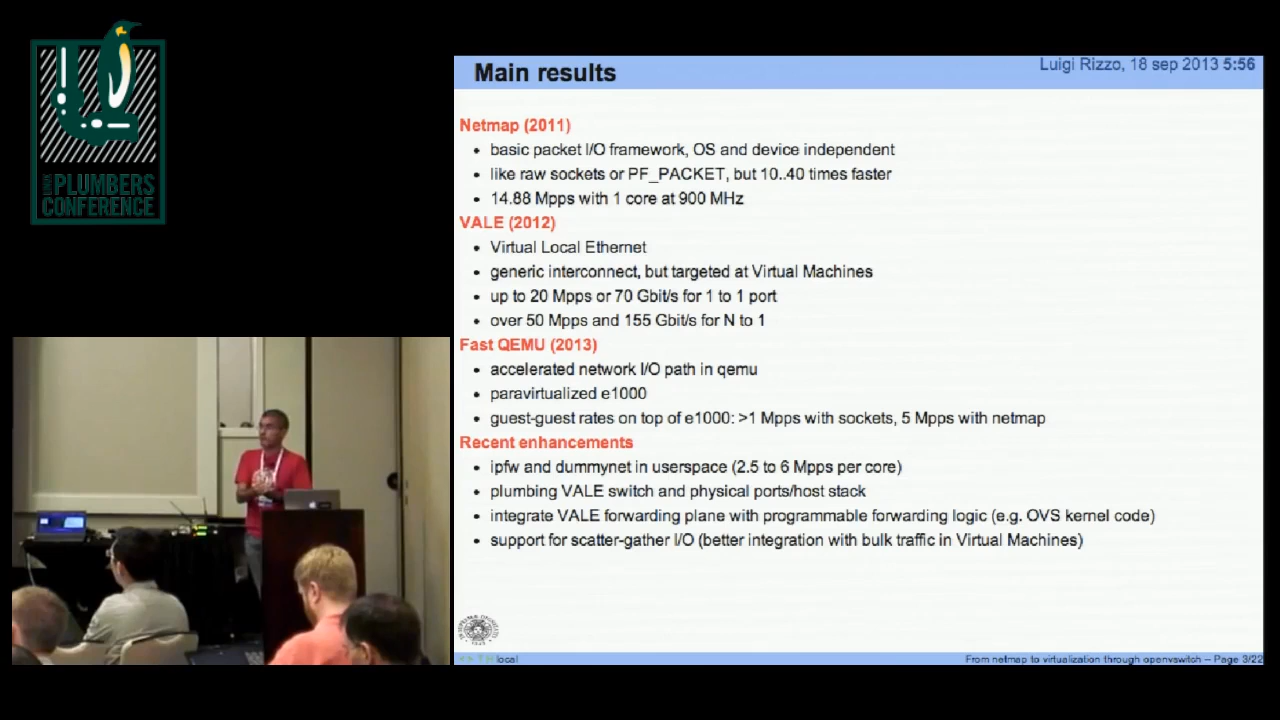 LINUX
PLUMBERS
CONFERENCE
Main results
Luigi Rizzo, 18 sep 2013 5:56
Netmap (2011)
• basic packet I/O framework, OS and device independent
• like raw sockets or PF_PACKET, but 10..40 times faster
• 14.88 Mpps with 1 core at 900 MHz
VALE (2012)
• Virtual Local Ethernet
• generic interconnect, but targeted at Virtual Machines
• up to 20 Mpps or 70 Gbit/s for 1 to 1 port
• over 50 Mpps and 155 Gbit/s for N to 1
Fast QEMU (2013)
• accelerated network I/O path in qemu
• paravirtualized e1000
• guest-guest rates on top of e1000: >1 Mpps with sockets, 5 Mpps with netmap
Recent enhancements
• ipfw and dummynet in userspace (2.5 to 6 Mpps per core)
• plumbing VALE switch and physical ports/host stack
• integrate VALE forwarding plane with programmable forwarding logic (e.g. OVS kernel code)
• support for scatter-gather I/O (better integration with bulk traffic in Virtual Machines)
local
From netmap to virtualization through openvswitch – Page 3/22